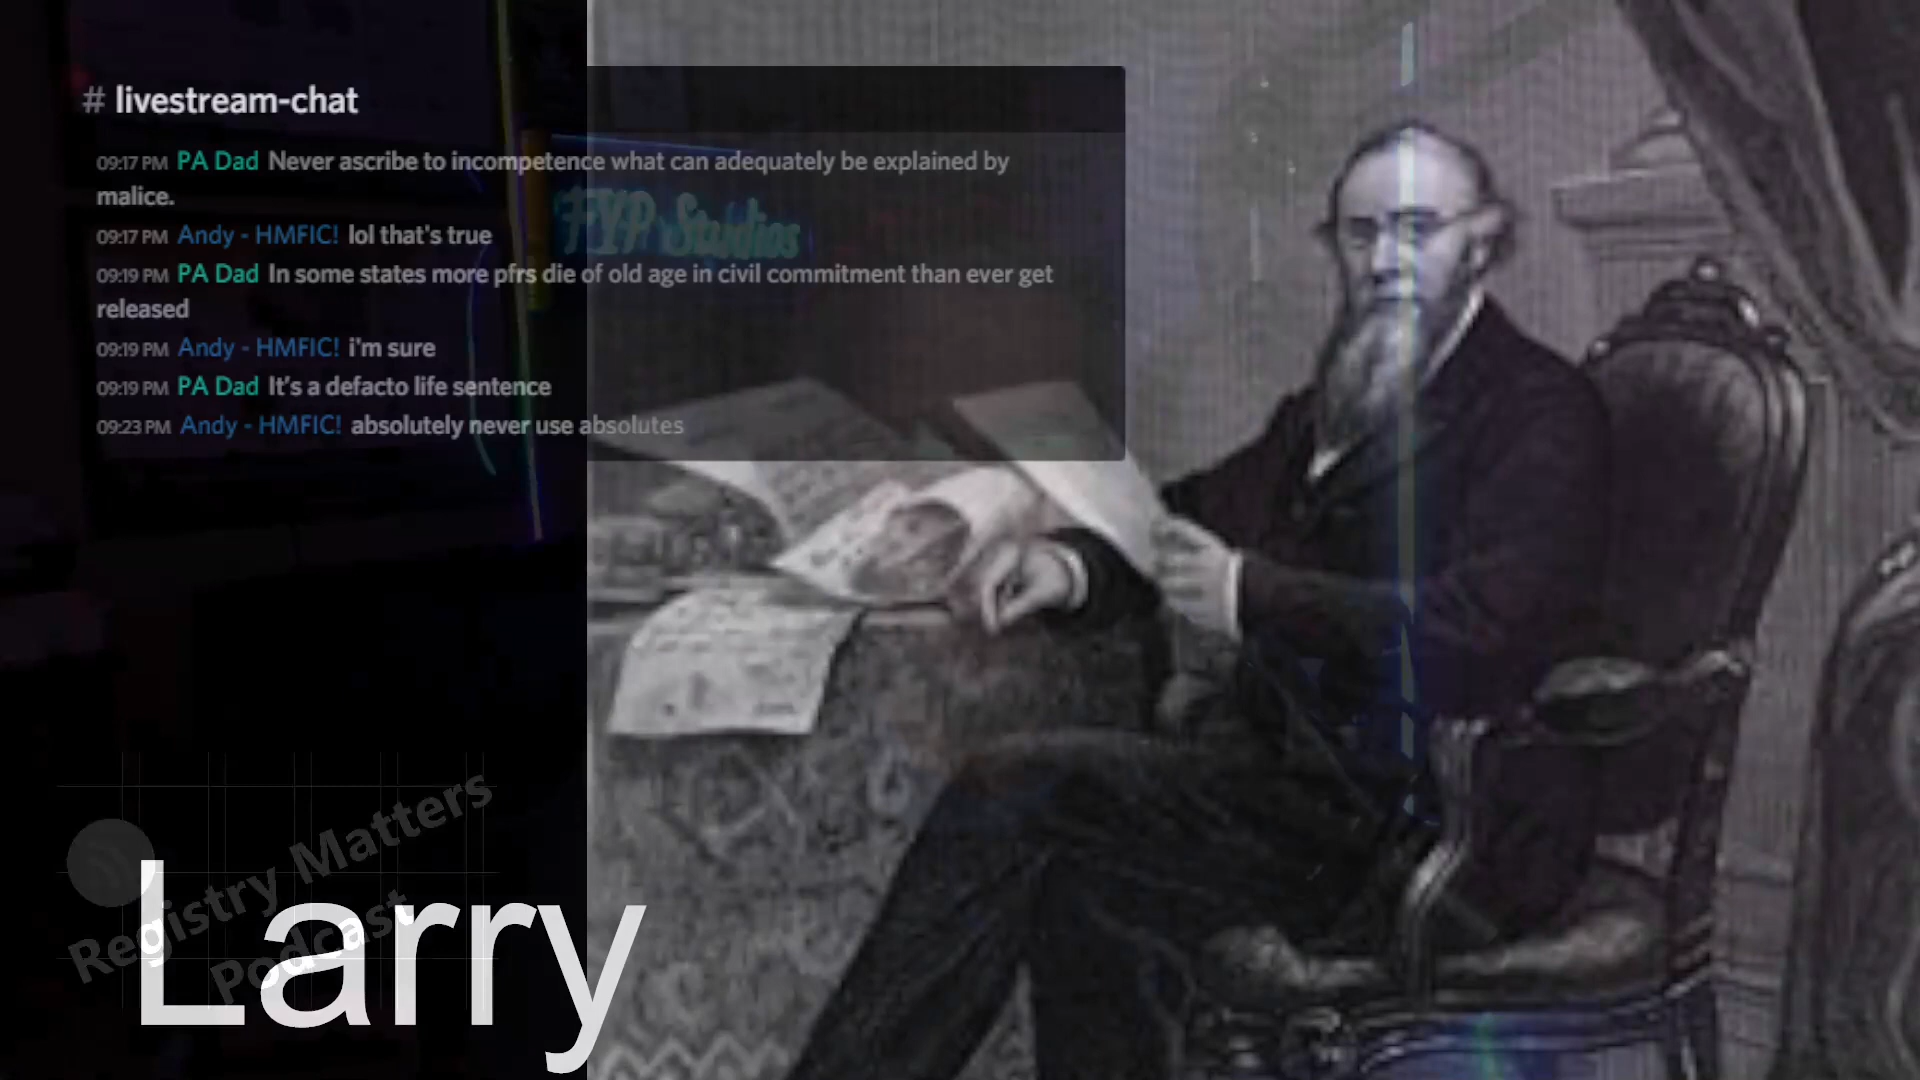 # livestream-chat
09:17 PM PA Dad Never ascribe to incompetence what can adequately be explained by
malice.
09:17 PM Andy - HMFIC! lol that's true
FYP Studios
09:19 PM PA Dad In some states more pfrs die of old age in civil commitment than ever get
released
09:19 PM Andy - HMFIC! i'm sure
09:19 PM PA Dad It's a defacto life sentence
09:23 PM Andy - HMFIC! absolutely never use absolutes
Registry Matters
Podcast
Larry